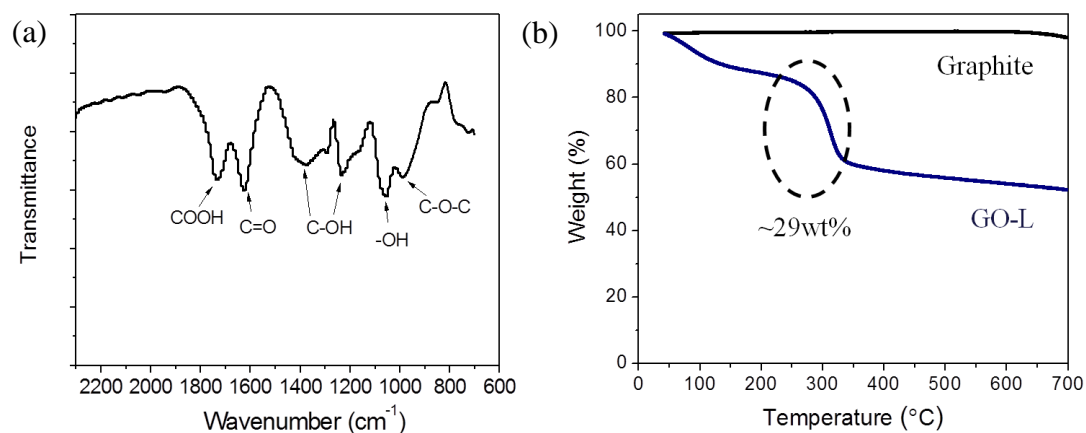 (a)
Transmittance
COOH
C=O
C-OH
-OH
C-O-C
2200 2000 1800 1600 1400 1200 1000 800 600
Wavenumber (cm⁻¹)
(b)
Weight (%)
100
80
60
40
20
0
Graphite
~29wt%
GO-L
0 100 200 300 400 500 600 700
Temperature (°C)